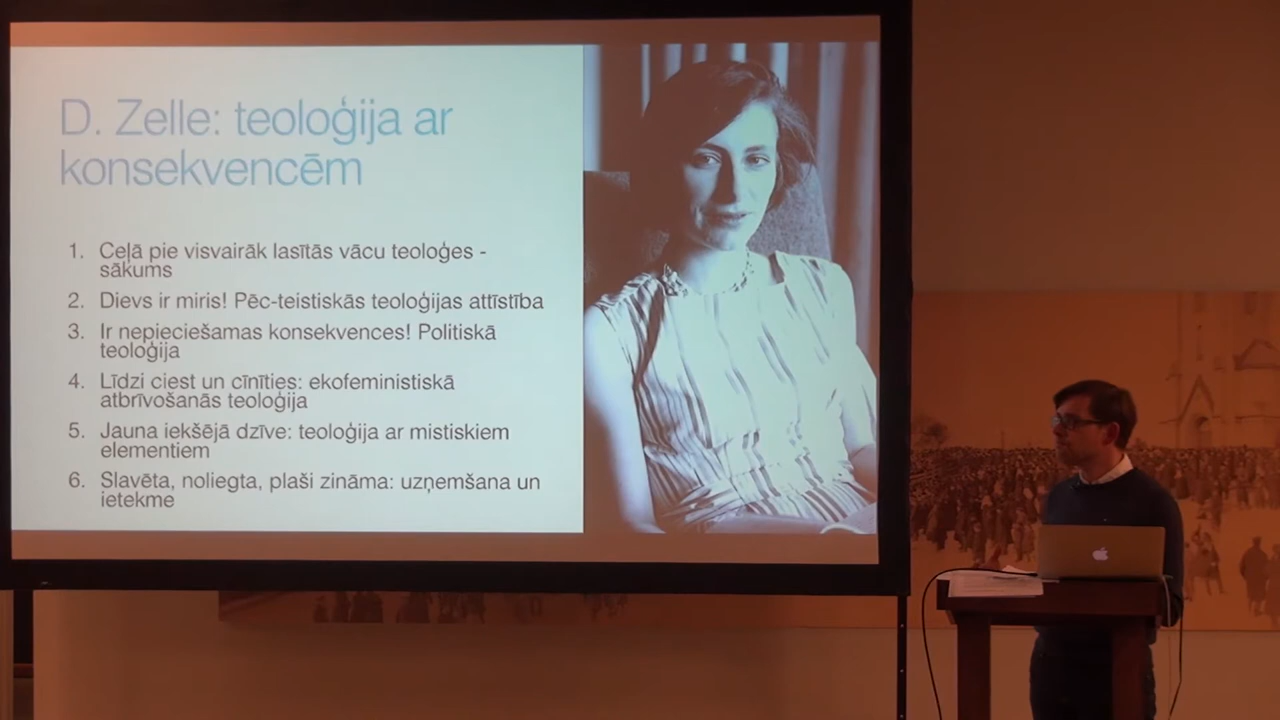 D. Zelle: teoloģija ar
konsekvencēm
1. Ceļā pie visvairāk lasītās vācu teoloģes -
sākums
2. Dievs ir miris! Pēc-teistiskās teoloģijas attīstība
3. Ir nepieciešamas konsekvences! Politiskā
teoloģija
4. Līdzi ciest un cīnīties: ekofeministiskā
atbrīvošanās teoloģija
5. Jauna iekšējā dzīve: teoloģija ar mistiskiem
elementiem
6. Slavēta, noliegta, plaši zināma: uzņemšana un
ietekme